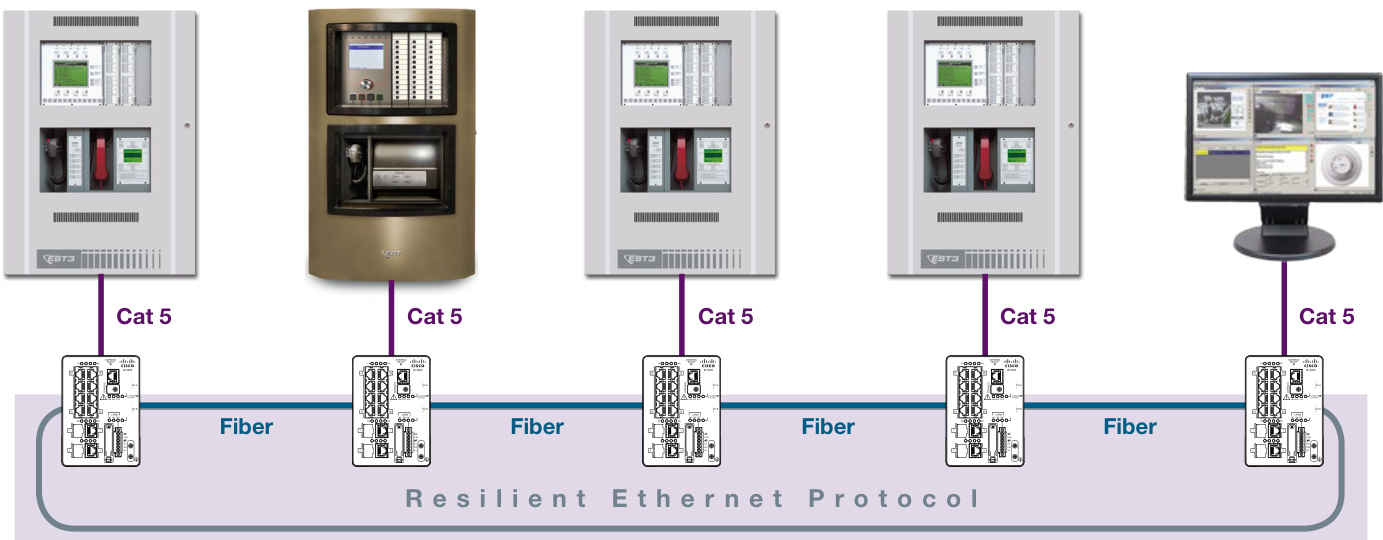 EST3
EST
EST3
EST3
Cat 5
Cat 5
Cat 5
Cat 5
Cat 5
CISCO
CISCO
CISCO
CISCO
CISCO
Fiber
Fiber
Fiber
Fiber
Resilient Ethernet Protocol